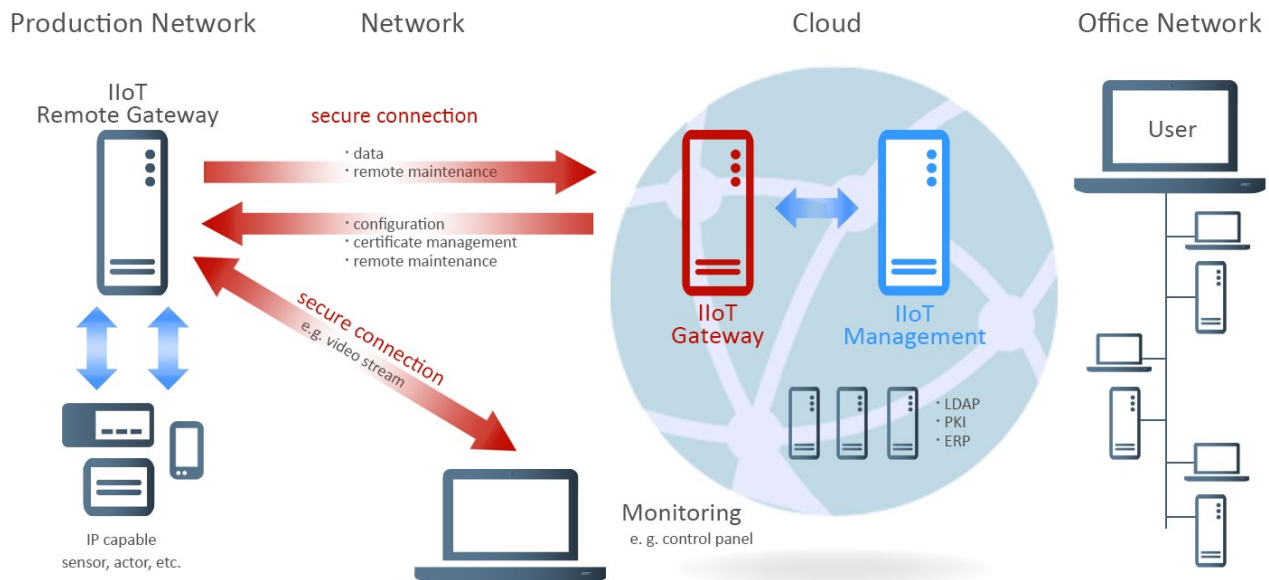 Production Network
Network
Cloud
Office Network
IIoT
Remote Gateway
secure connection
· data
· remote maintenance
· configuration
· certificate management
· remote maintenance
secure connection
e.g. video stream
IIoT
Gateway
IIoT
Management
· LDAP
· PKI
· ERP
User
IP capable
sensor, actor, etc.
Monitoring
e. g. control panel